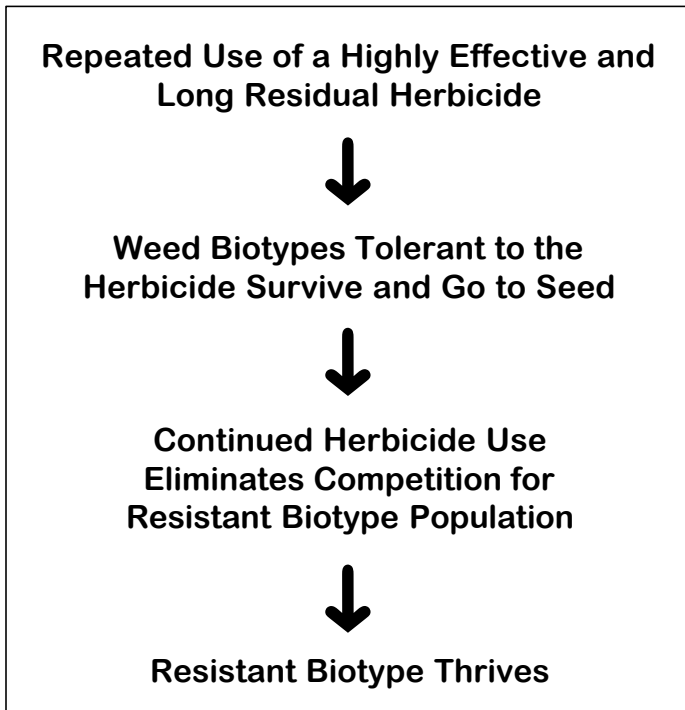 Repeated Use of a Highly Effective and
Long Residual Herbicide
Weed Biotypes Tolerant to the
Herbicide Survive and Go to Seed
Continued Herbicide Use
Eliminates Competition for
Resistant Biotype Population
Resistant Biotype Thrives